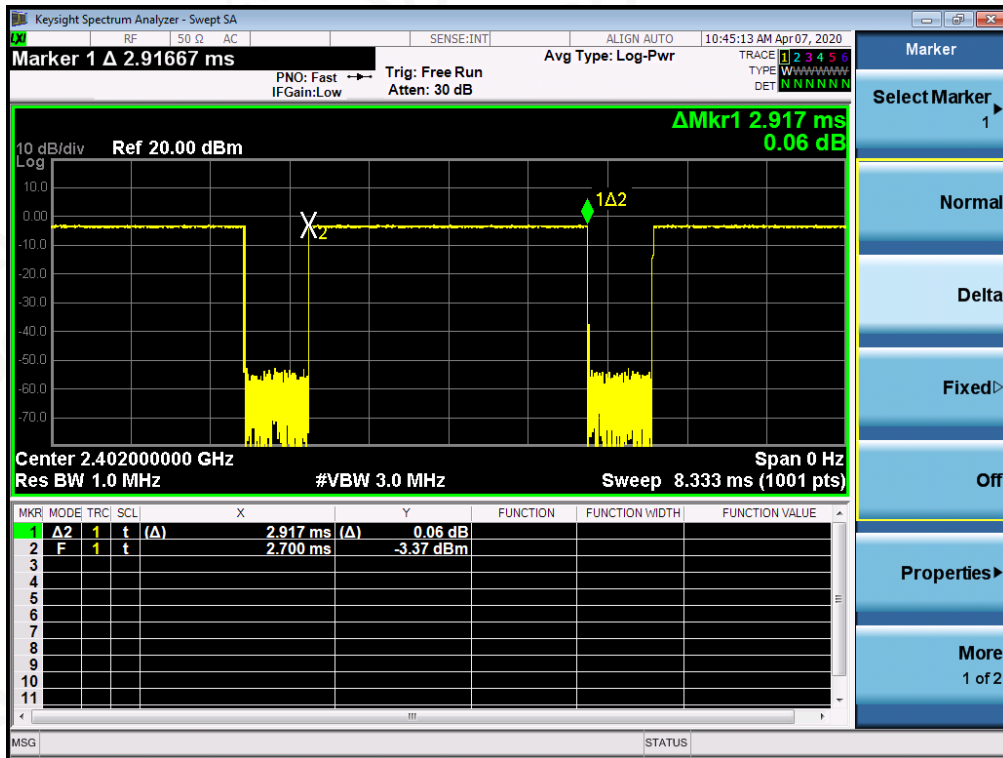 Keysight Spectrum Analyzer - Swept SA
LXI RF 50 Ω AC SENSE:INT ALIGN AUTO 10:45:13 AM Apr 07, 2020
Marker 1 Δ 2.91667 ms Avg Type: Log-Pwr TRACE 1 2 3 4 5 6
PNO: Fast Trig: Free Run TYPE WWWWWW
IFGain:Low Atten: 30 dB DET N N N N N N
Marker
Select Marker
1
Normal
Delta
Fixed
Off
Properties
More
1 of 2
ΔMkr1 2.917 ms
0.06 dB
10 dB/div Ref 20.00 dBm
Log
10.0
0.00
-10.0
-20.0
-30.0
-40.0
-50.0
-60.0
-70.0
1Δ2
X2
Center 2.402000000 GHz Span 0 Hz
Res BW 1.0 MHz #VBW 3.0 MHz Sweep 8.333 ms (1001 pts)
MKR MODE TRC SCL X Y FUNCTION FUNCTION WIDTH FUNCTION VALUE
1 Δ2 1 t (Δ) 2.917 ms (Δ) 0.06 dB
2 F 1 t 2.700 ms -3.37 dBm
3
4
5
6
7
8
9
10
11
MSG STATUS